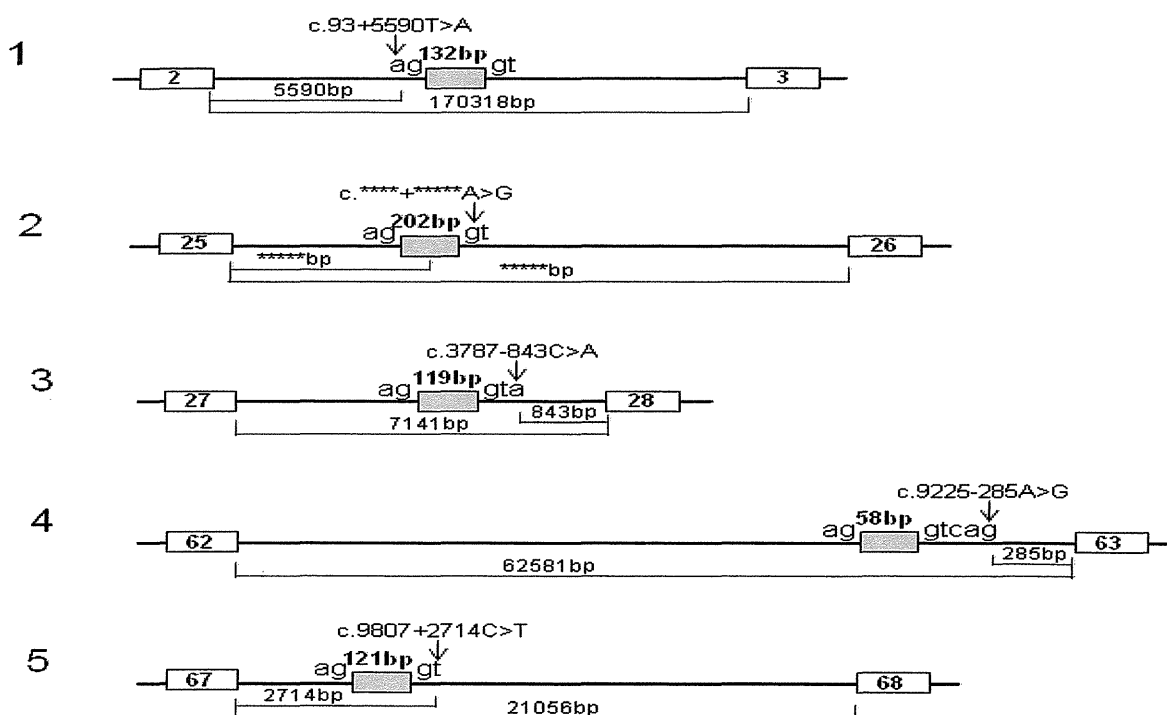 1
c.93+5590T>A
ag 132bp gt
2 3
5590bp
170318bp
2
c.****+*****A>G
ag 202bp gt
25 26
*****bp
*****bp
3
c.3787-843C>A
ag 119bp gta
27 28
843bp
7141bp
4
c.9225-285A>G
ag 58bp gtcag
62 63
285bp
62581bp
5
c.9807+2714C>T
ag 121bp gt
67 68
2714bp
21056bp